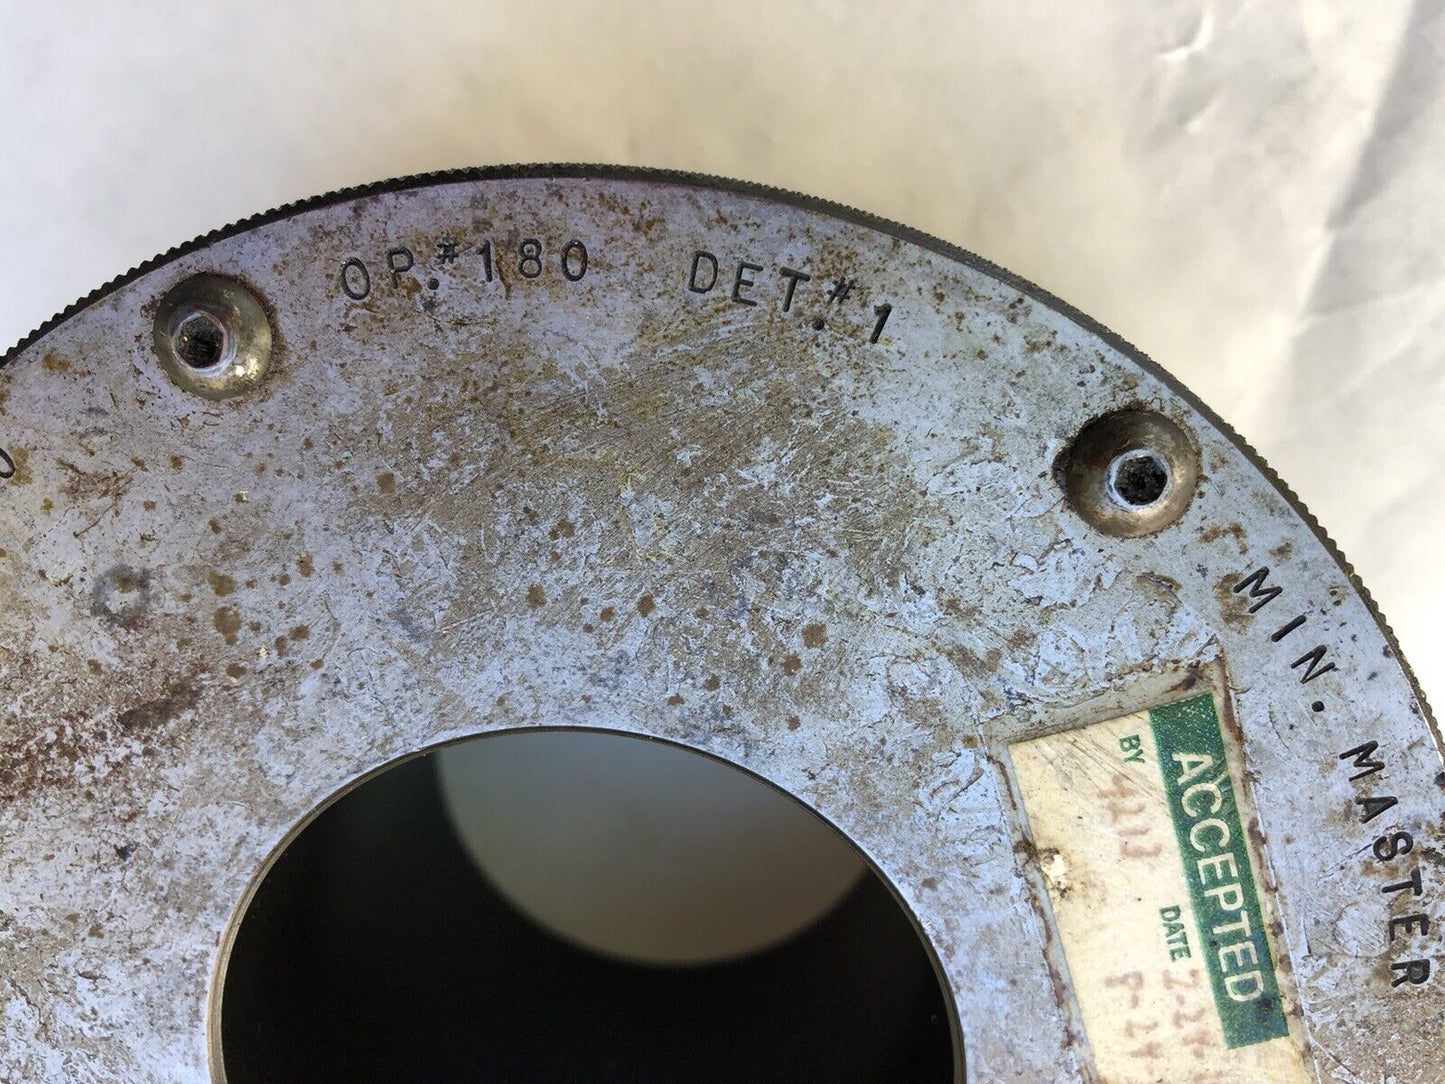 OP.# 180 DET.# 1
MIN. MASTER
ACCEPTED
BY
DATE